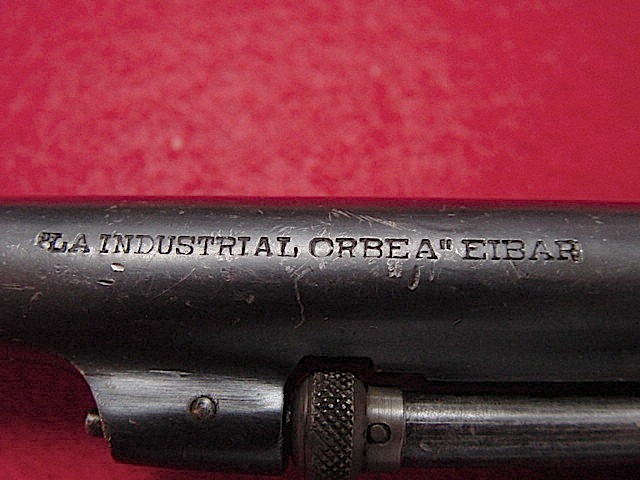 "LA INDUSTRIAL ORBEA" EIBAR